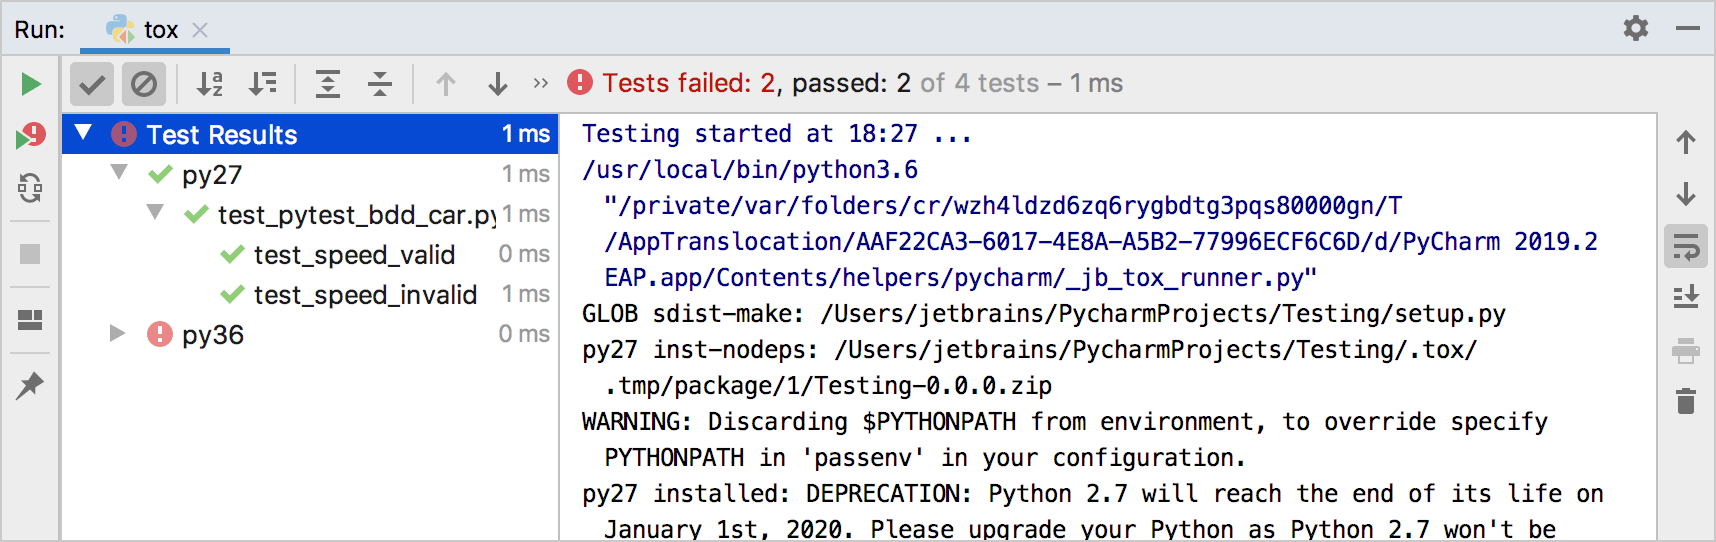 Run: tox
Tests failed: 2, passed: 2 of 4 tests – 1 ms
Test Results 1 ms
py27 1 ms
test_pytest_bdd_car.py 1 ms
test_speed_valid 0 ms
test_speed_invalid 1 ms
py36 0 ms
Testing started at 18:27 ...
/usr/local/bin/python3.6
"/private/var/folders/cr/wzh4ldzd6zq6rygbdtg3pqs80000gn/T
/AppTranslocation/AAF22CA3-6017-4E8A-A5B2-77996ECF6C6D/d/PyCharm 2019.2
EAP.app/Contents/helpers/pycharm/_jb_tox_runner.py"
GLOB sdist-make: /Users/jetbrains/PycharmProjects/Testing/setup.py
py27 inst-nodeps: /Users/jetbrains/PycharmProjects/Testing/.tox/
.tmp/package/1/Testing-0.0.0.zip
WARNING: Discarding $PYTHONPATH from environment, to override specify
PYTHONPATH in 'passenv' in your configuration.
py27 installed: DEPRECATION: Python 2.7 will reach the end of its life on
January 1st, 2020. Please upgrade your Python as Python 2.7 won't be